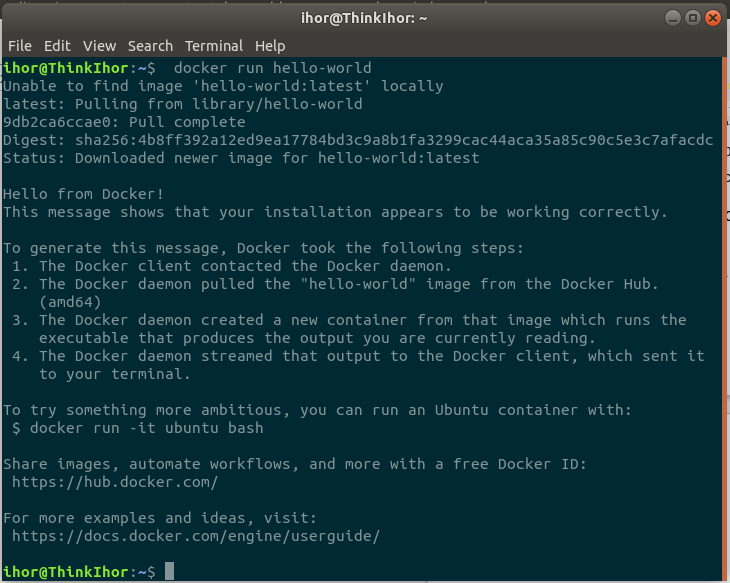 ihor@ThinkIhor: ~
File Edit View Search Terminal Help
ihor@ThinkIhor:~$  docker run hello-world
Unable to find image 'hello-world:latest' locally
latest: Pulling from library/hello-world
9db2ca6ccae0: Pull complete
Digest: sha256:4b8ff392a12ed9ea17784bd3c9a8b1fa3299cac44aca35a85c90c5e3c7afacdc
Status: Downloaded newer image for hello-world:latest

Hello from Docker!
This message shows that your installation appears to be working correctly.

To generate this message, Docker took the following steps:
 1. The Docker client contacted the Docker daemon.
 2. The Docker daemon pulled the "hello-world" image from the Docker Hub.
    (amd64)
 3. The Docker daemon created a new container from that image which runs the
    executable that produces the output you are currently reading.
 4. The Docker daemon streamed that output to the Docker client, which sent it
    to your terminal.

To try something more ambitious, you can run an Ubuntu container with:
 $ docker run -it ubuntu bash

Share images, automate workflows, and more with a free Docker ID:
 https://hub.docker.com/

For more examples and ideas, visit:
 https://docs.docker.com/engine/userguide/

ihor@ThinkIhor:~$